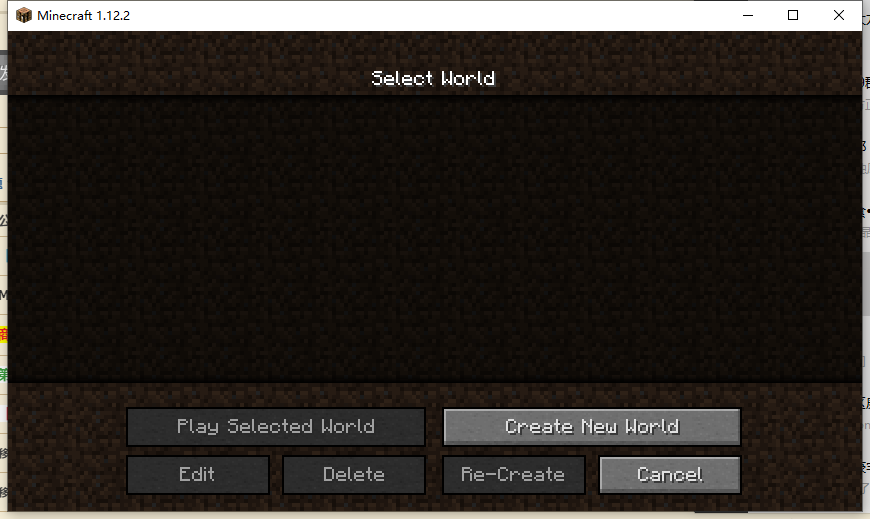 Minecraft 1.12.2
Select World
Play Selected World
Create New World
Edit
Delete
Re-Create
Cancel